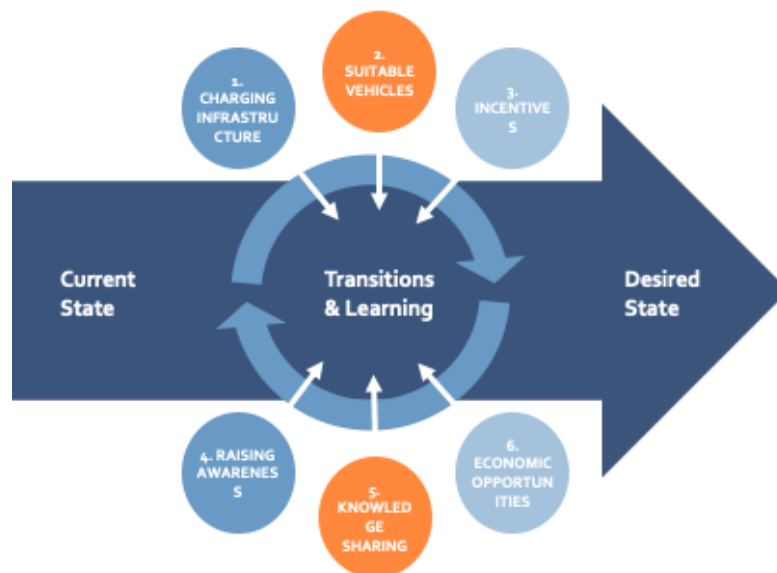 1.
CHARGING
INFRASTRU
CTURE
2.
SUITABLE
VEHICLES
3.
INCENTIVE
S
Current
State
Transitions
& Learning
Desired
State
4. RAISING
AWARENES
S
5.
KNOWLED
GE
SHARING
6.
ECONOMIC
OPPORTUN
ITIES